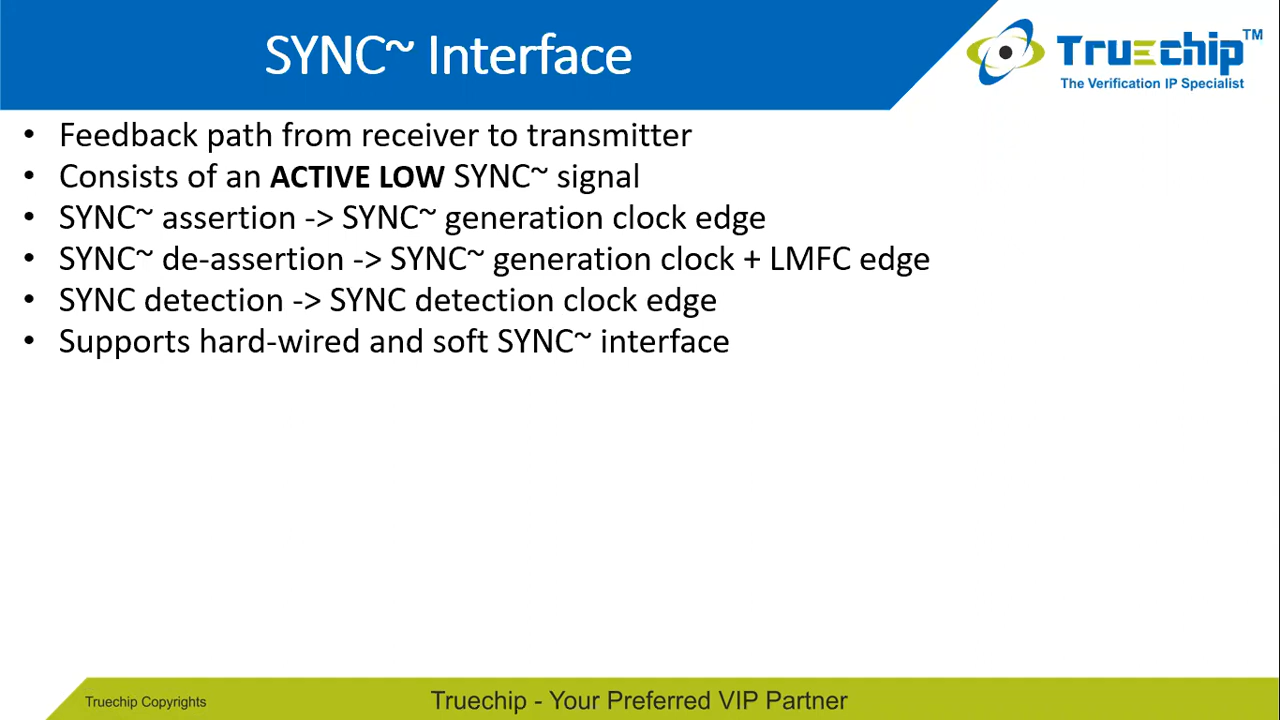 SYNC~ Interface
Truechip™
The Verification IP Specialist
• Feedback path from receiver to transmitter
• Consists of an ACTIVE LOW SYNC~ signal
• SYNC~ assertion -> SYNC~ generation clock edge
• SYNC~ de-assertion -> SYNC~ generation clock + LMFC edge
• SYNC detection -> SYNC detection clock edge
• Supports hard-wired and soft SYNC~ interface
Truechip Copyrights
Truechip - Your Preferred VIP Partner